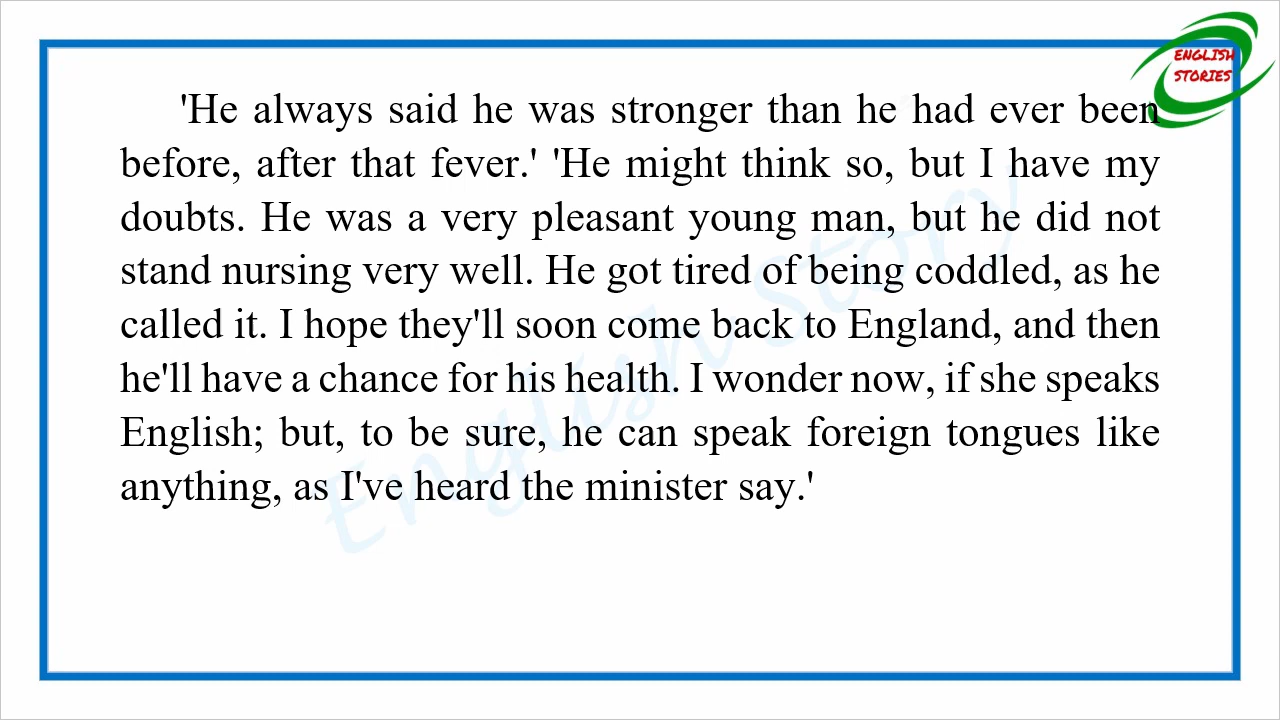 ENGLISH
STORIES
'He always said he was stronger than he had ever been
before, after that fever.' 'He might think so, but I have my
doubts. He was a very pleasant young man, but he did not
stand nursing very well. He got tired of being coddled, as he
called it. I hope they'll soon come back to England, and then
he'll have a chance for his health. I wonder now, if she speaks
English; but, to be sure, he can speak foreign tongues like
anything, as I've heard the minister say.'
English Story